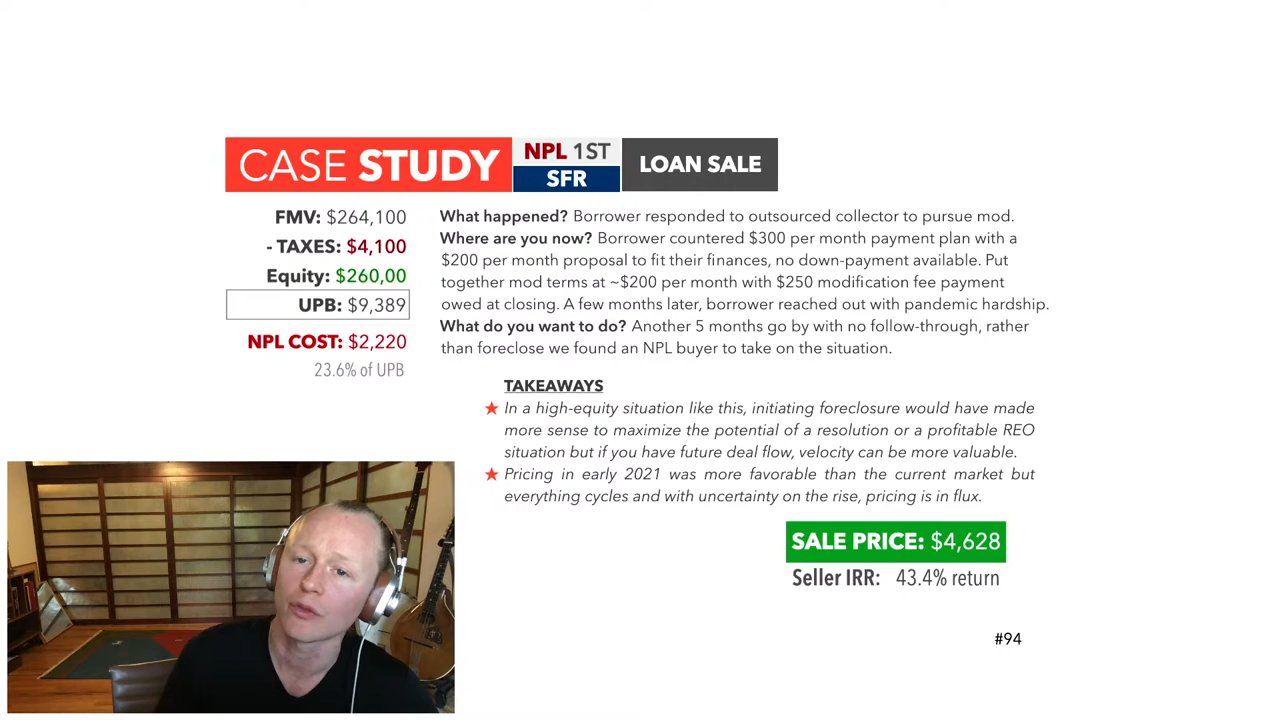 CASE STUDY
NPL 1ST
SFR
LOAN SALE
FMV: $264,100
- TAXES: $4,100
Equity: $260,00
UPB: $9,389
NPL COST: $2,220
23.6% of UPB
What happened? Borrower responded to outsourced collector to pursue mod.
Where are you now? Borrower countered $300 per month payment plan with a
$200 per month proposal to fit their finances, no down-payment available. Put
together mod terms at ~$200 per month with $250 modification fee payment
owed at closing. A few months later, borrower reached out with pandemic hardship.
What do you want to do? Another 5 months go by with no follow-through, rather
than foreclose we found an NPL buyer to take on the situation.
TAKEAWAYS
★ In a high-equity situation like this, initiating foreclosure would have made
more sense to maximize the potential of a resolution or a profitable REO
situation but if you have future deal flow, velocity can be more valuable.
★ Pricing in early 2021 was more favorable than the current market but
everything cycles and with uncertainty on the rise, pricing is in flux.
SALE PRICE: $4,628
Seller IRR: 43.4% return
#94